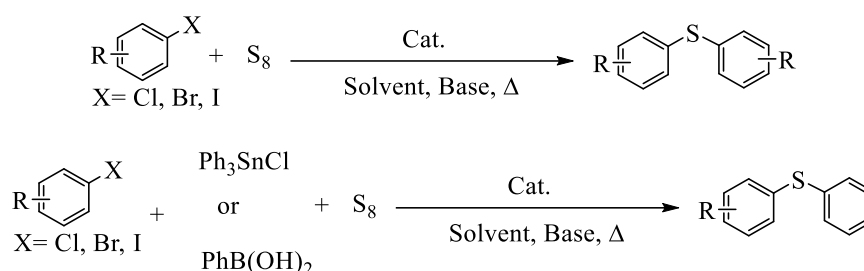 X
R
+ S₈
Cat.
Solvent, Base, Δ
S
R R
X= Cl, Br, I
X
R
X= Cl, Br, I
+
Ph₃SnCl
or
PhB(OH)₂
+ S₈
Cat.
Solvent, Base, Δ
S
R